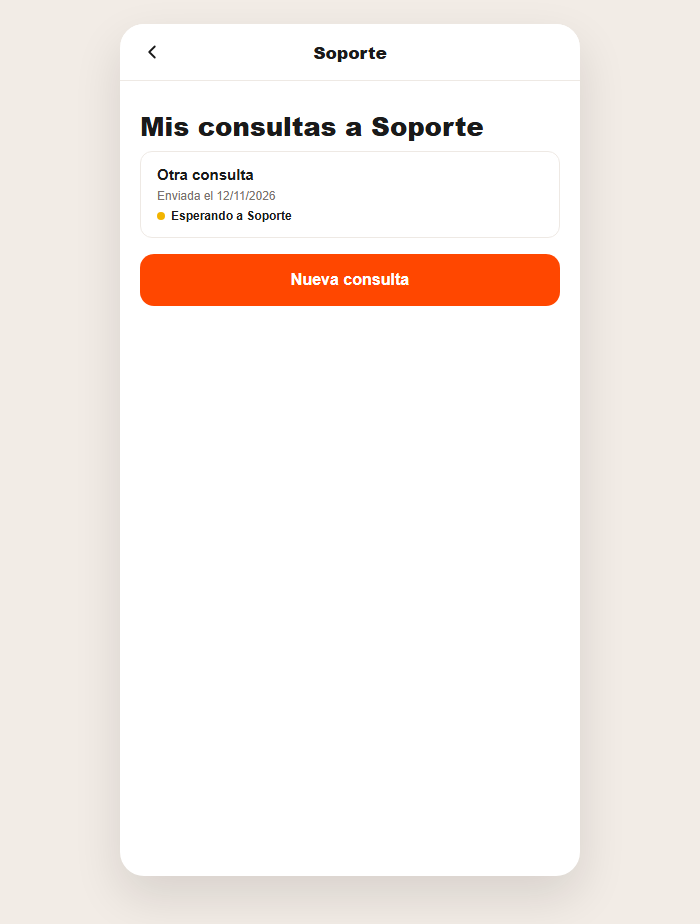 Soporte
Mis consultas a Soporte
Otra consulta
Enviada el 12/11/2026
Esperando a Soporte
Nueva consulta